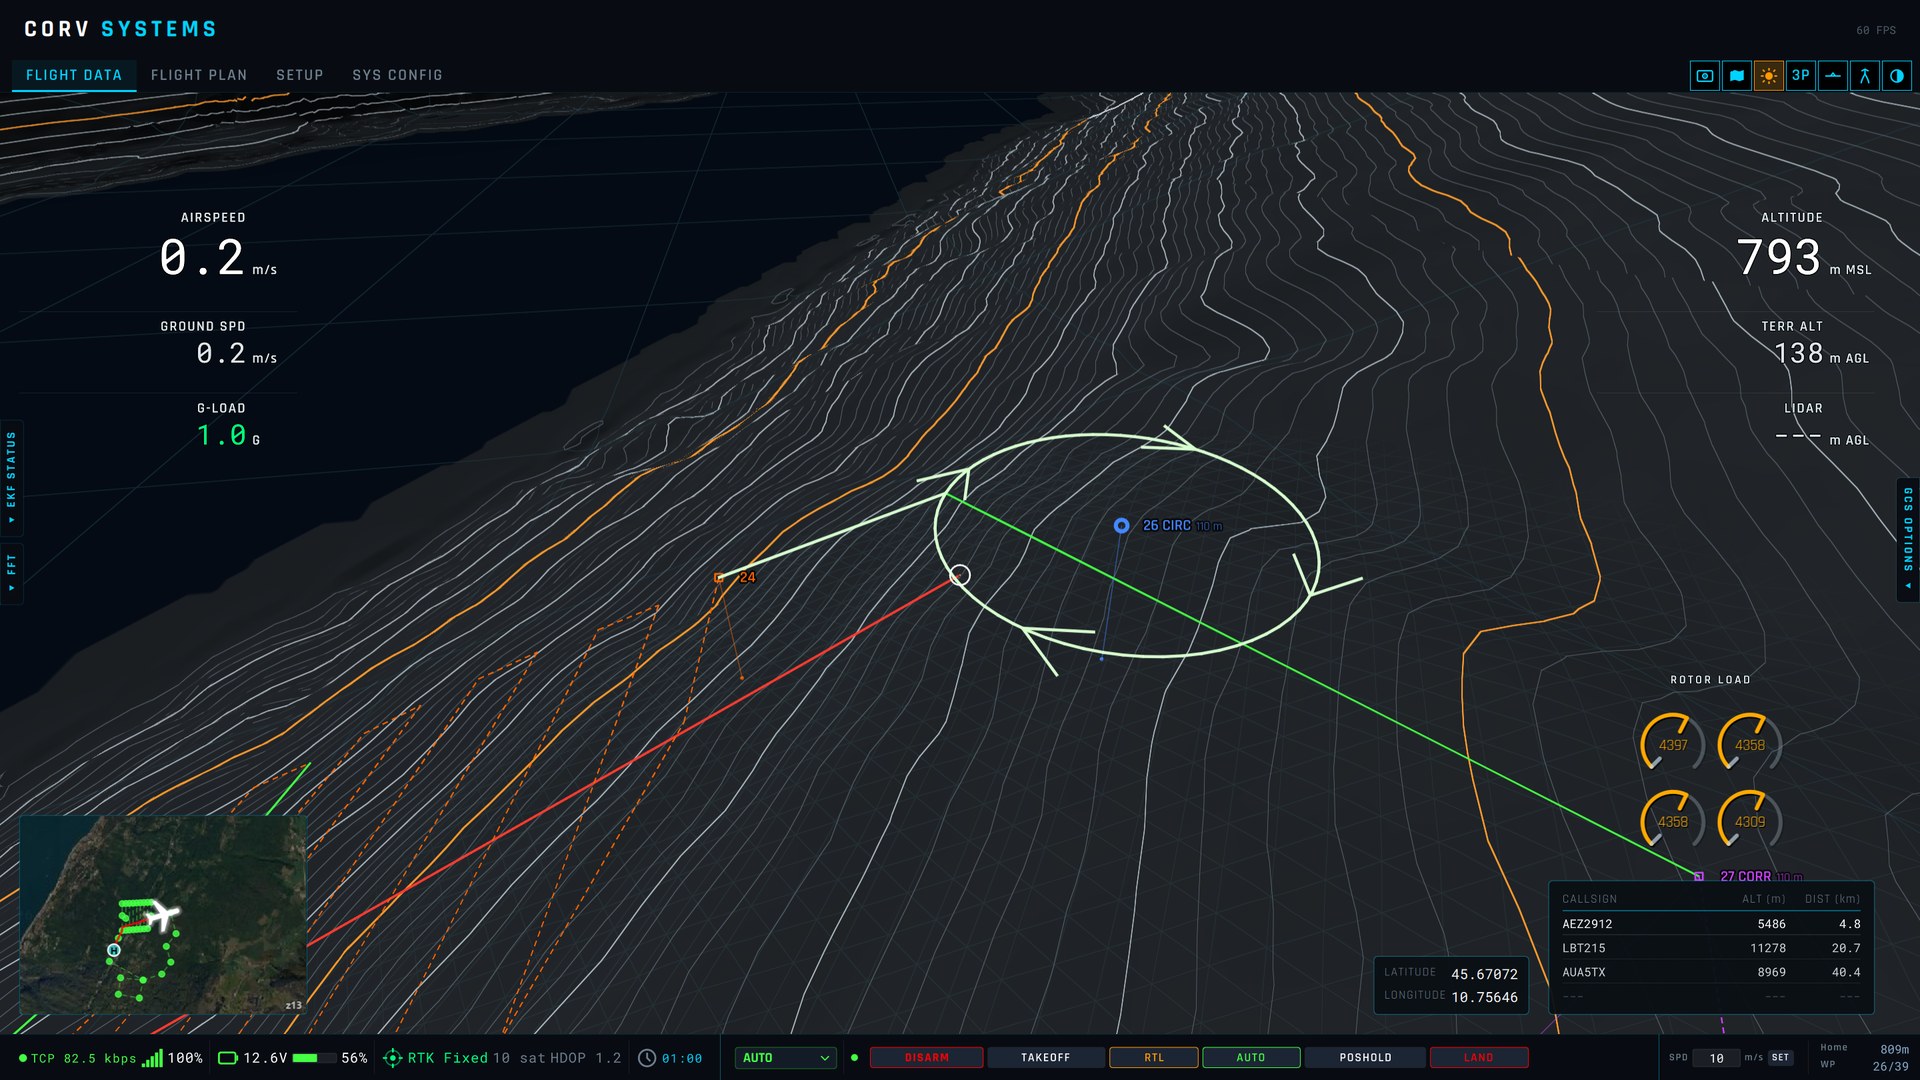 CORV SYSTEMS
60 FPS
FLIGHT DATA
FLIGHT PLAN
SETUP
SYS CONFIG
3P
AIRSPEED
0.2 m/s
GROUND SPD
0.2 m/s
G-LOAD
1.0 G
ALTITUDE
793 m MSL
TERR ALT
138 m AGL
LIDAR
--- m AGL
EKF STATUS
FFT
GCS OPTIONS
26 CIRC 110 m
24
27 CORR 110 m
ROTOR LOAD
4397 4358
4358 4309
CALLSIGN ALT (m) DIST (km)
AEZ2912 5486 4.8
LBT215 11278 20.7
AUA5TX 8969 40.4
--- --- ---
LATITUDE 45.67072
LONGITUDE 10.75646
H
z13
TCP 82.5 kbps 100%
12.6V 56%
RTK Fixed 10 sat HDOP 1.2
01:00
AUTO
DISARM
TAKEOFF
RTL
AUTO
POSHOLD
LAND
SPD 10 m/s SET
Home 809m
WP 26/39